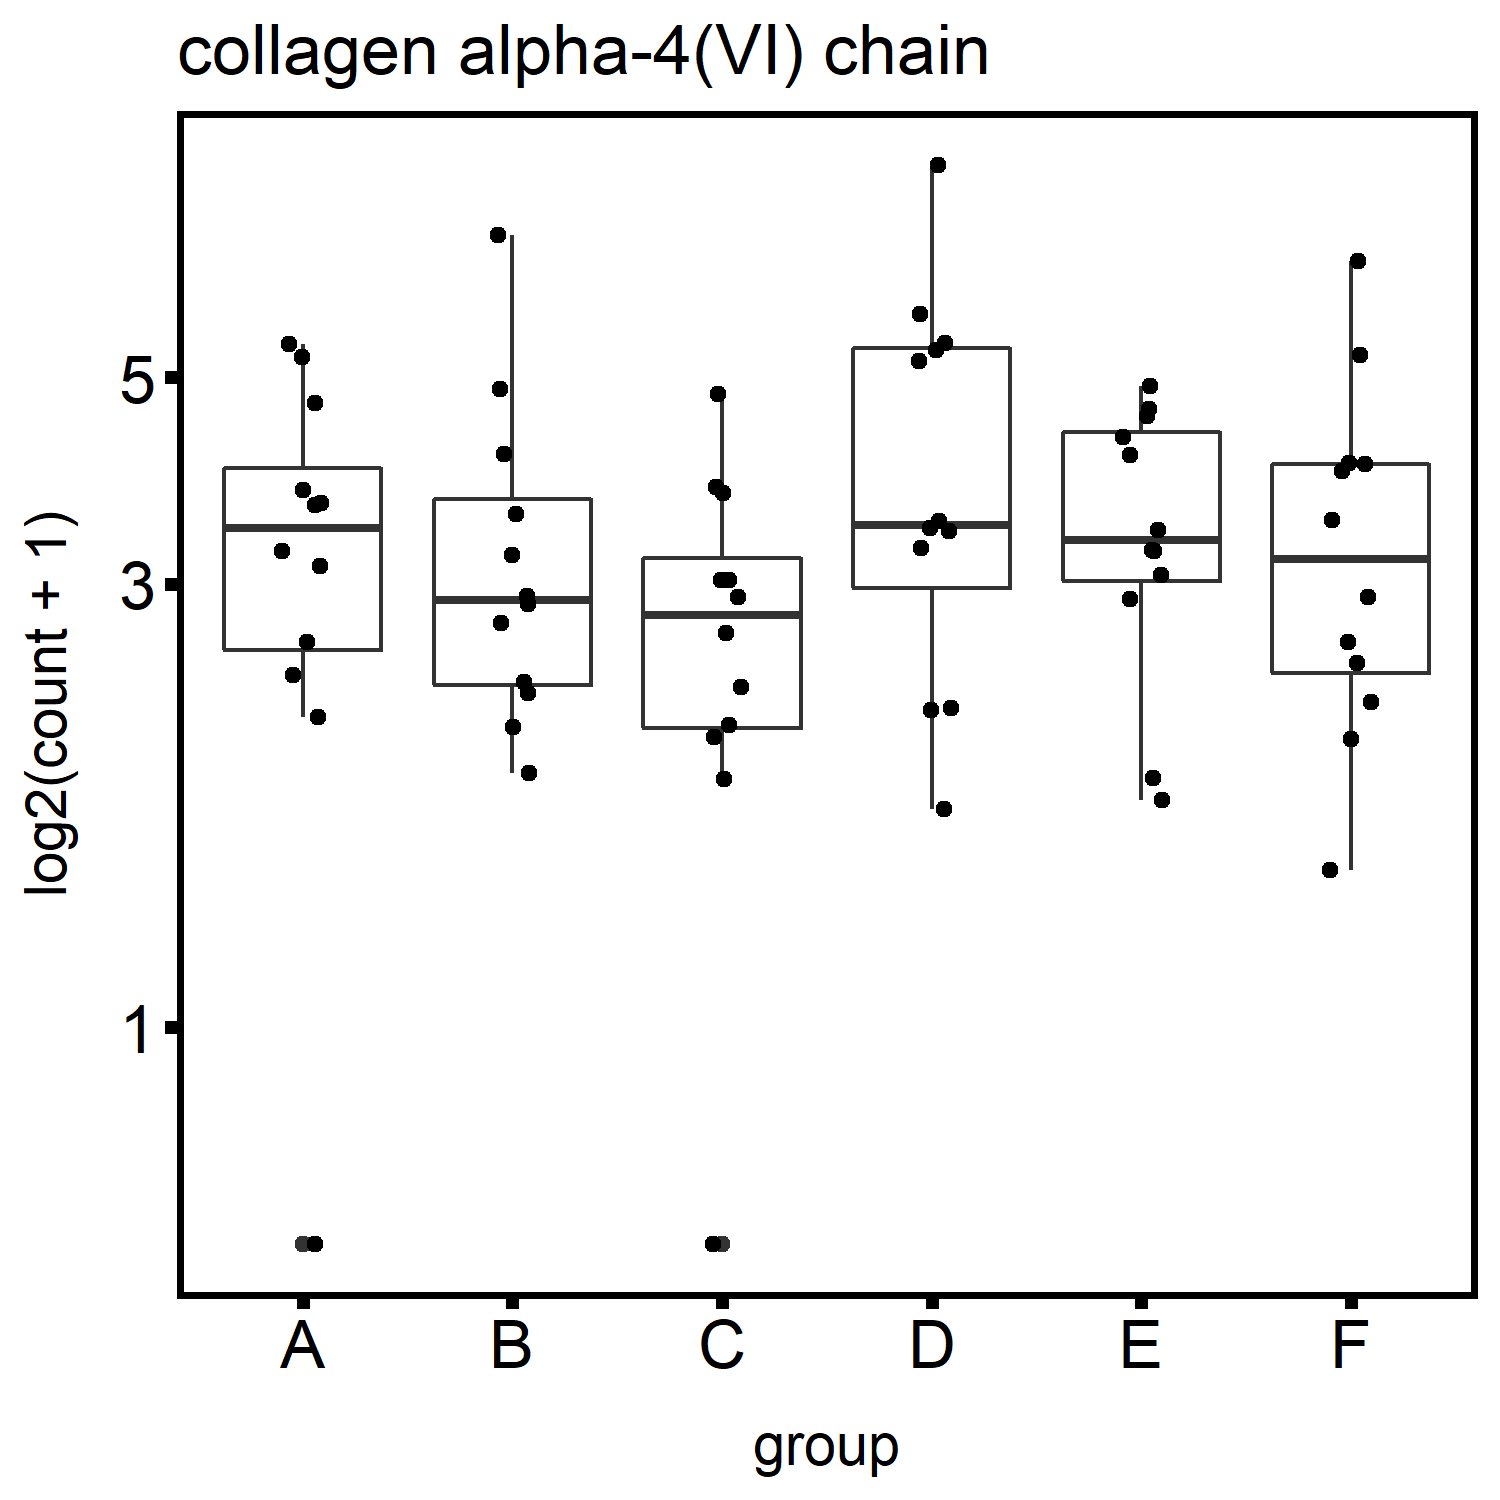 collagen alpha-4(VI) chain
log2(count + 1)
5
3
1
A B C D E F
group